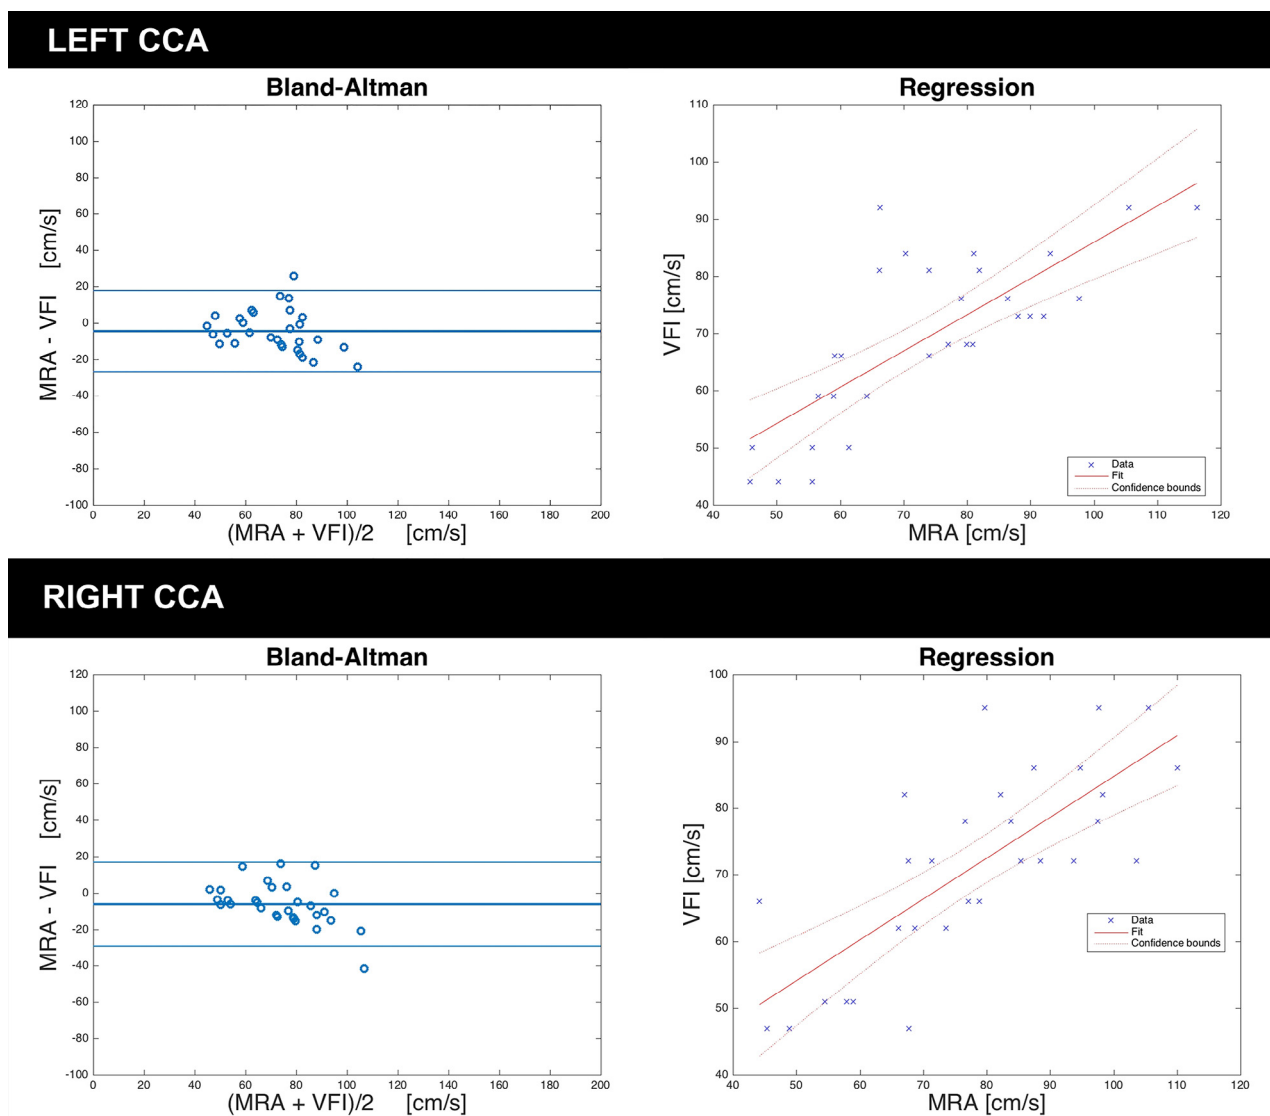 LEFT CCA
Bland-Altman
120
100
80
60
40
20
0
-20
-40
-60
-80
-100
MRA - VFI [cm/s]
0 20 40 60 80 100 120 140 160 180 200
(MRA + VFI)/2 [cm/s]
Regression
110
100
90
80
70
60
50
40
VFI [cm/s]
Data
Fit
Confidence bounds
40 50 60 70 80 90 100 110 120
MRA [cm/s]
RIGHT CCA
Bland-Altman
120
100
80
60
40
20
0
-20
-40
-60
-80
-100
MRA - VFI [cm/s]
0 20 40 60 80 100 120 140 160 180 200
(MRA + VFI)/2 [cm/s]
Regression
100
90
80
70
60
50
40
VFI [cm/s]
Data
Fit
Confidence bounds
40 50 60 70 80 90 100 110 120
MRA [cm/s]